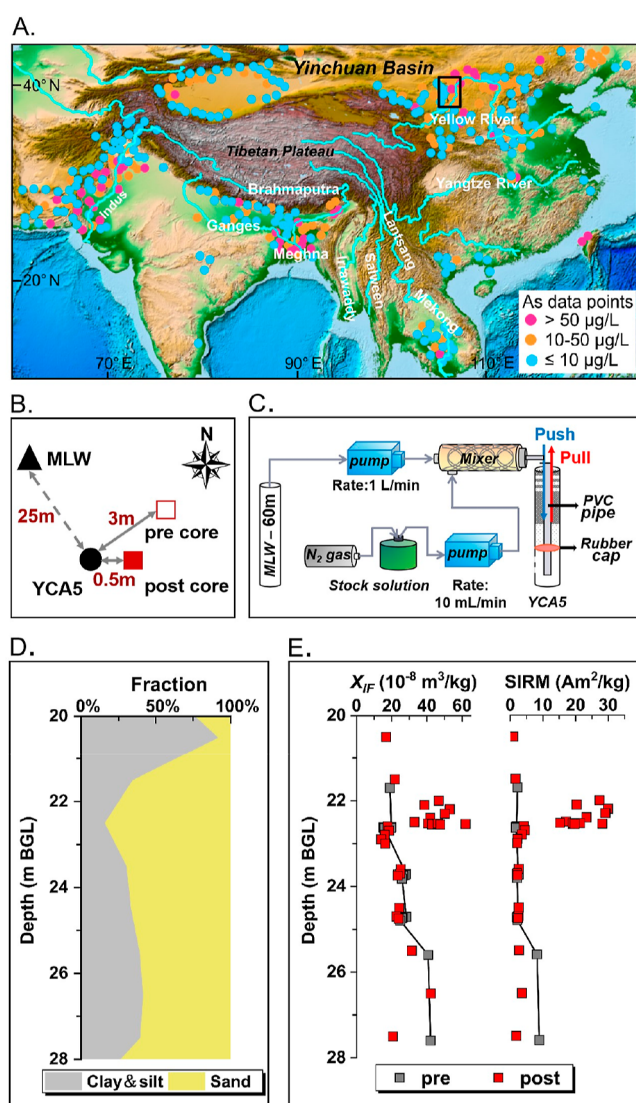 A.
Yinchuan Basin
40° N
Yellow River
Tibetan Plateau
Brahmaputra
Yangtze River
Indus
Ganges
Lantsang
Meghna
Irrawaddy
Salween
20° N
Mekong
As data points
> 50 µg/L
10-50 µg/L
≤ 10 µg/L
70° E
90° E
110° E
B.
N
MLW
25m
3m
pre core
0.5m
YCA5
post core
C.
Push
pump
Mixer
Pull
Rate:1 L/min
MLW – 60m
PVC
pipe
N2 gas
pump
Rubber
cap
Stock solution
Rate:
10 mL/min
YCA5
D.
Fraction
0% 50% 100%
20
22
24
26
28
Depth (m BGL)
Clay&silt Sand
E.
XlF (10-8 m3/kg) SIRM (Am2/kg)
20 40 60 0 10 20 30
20
22
24
26
28
Depth (m BGL)
pre post